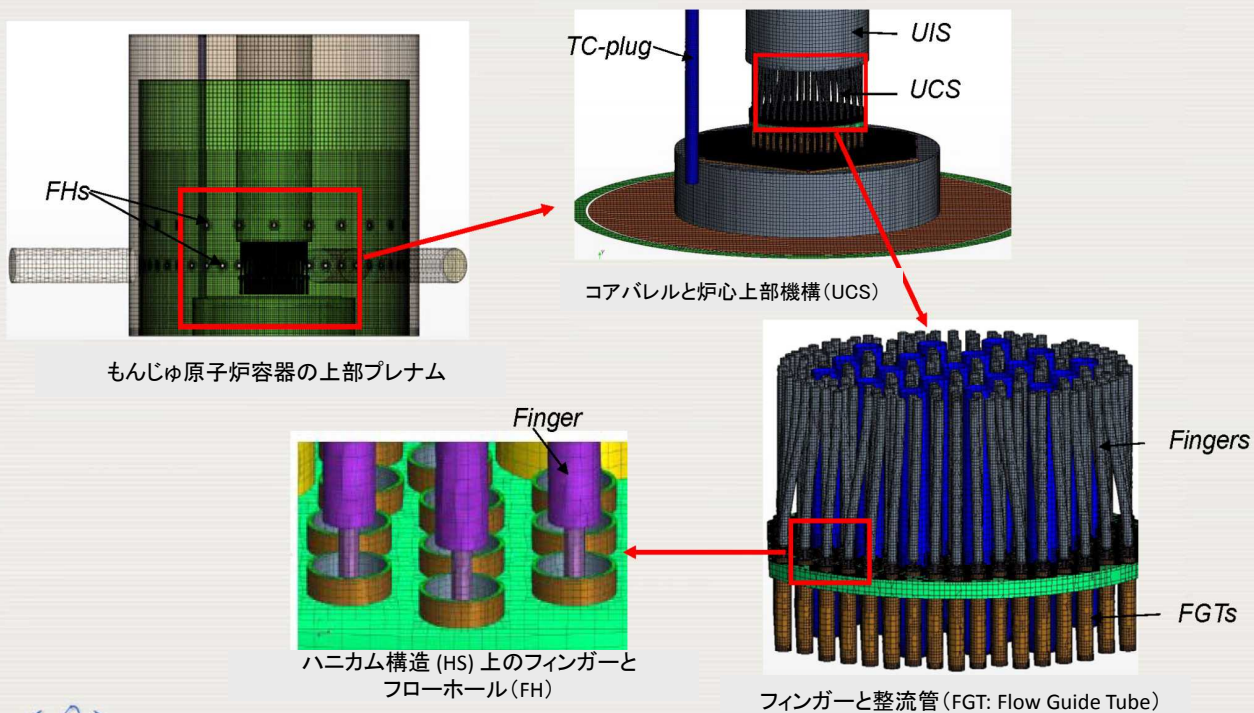 FHs
もんじゅ原子炉容器の上部プレナム
TC-plug
UIS
UCS
コアバレルと炉心上部機構(UCS)
Finger
ハニカム構造 (HS) 上のフィンガーと
フローホール(FH)
Fingers
FGTs
フィンガーと整流管(FGT: Flow Guide Tube)